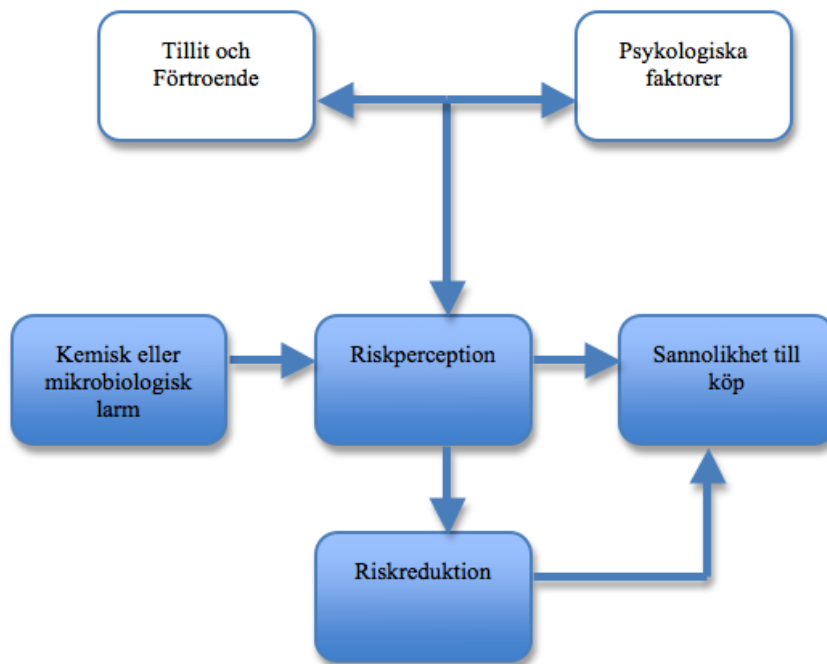 Tillit och
Förtroende
Psykologiska
faktorer
Kemisk eller
mikrobiologisk
larm
Riskperception
Sannolikhet till
köp
Riskreduktion